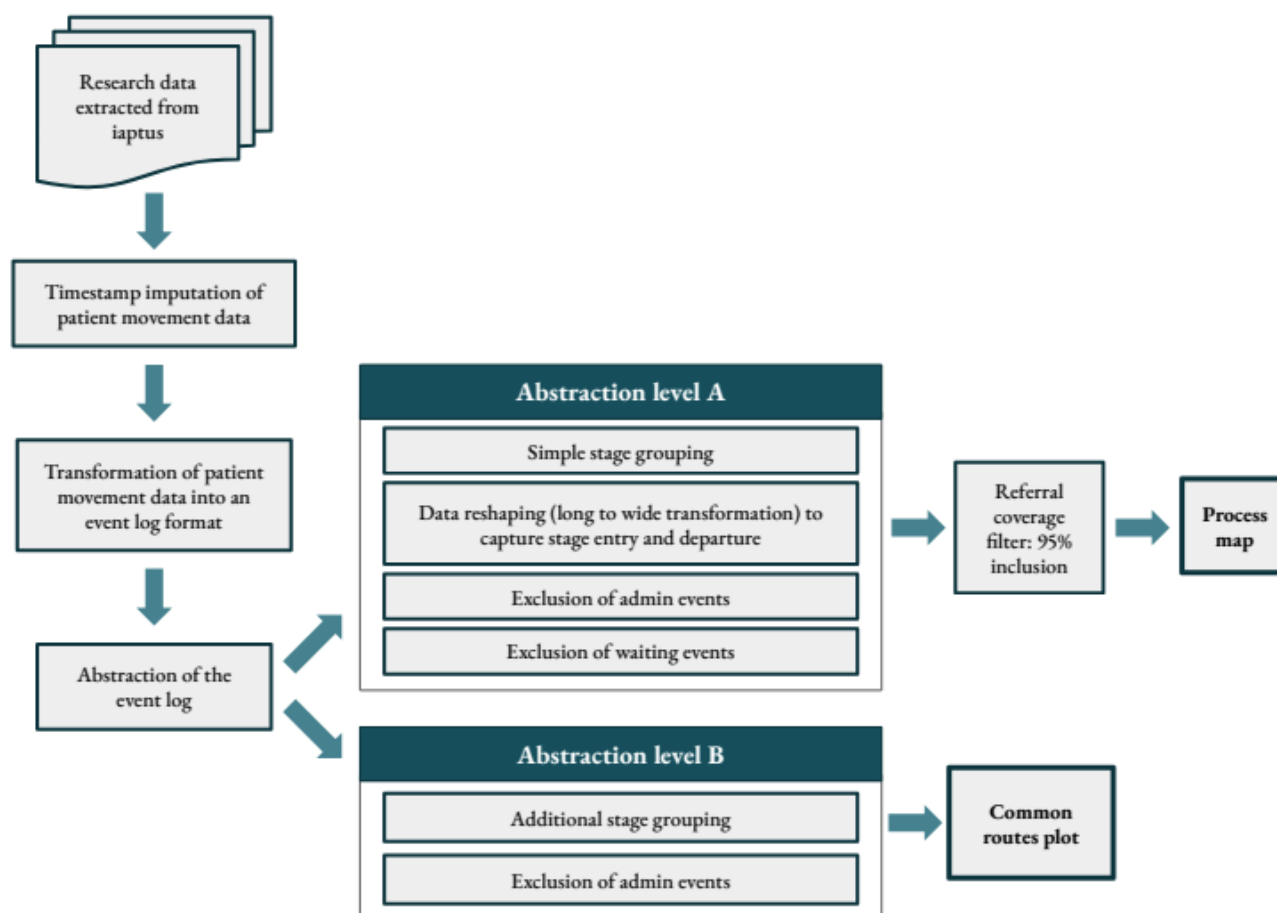 Research data
extracted from
iaptus
Timestamp imputation of
patient movement data
Transformation of patient
movement data into an
event log format
Abstraction of the
event log
Abstraction level A
Simple stage grouping
Data reshaping (long to wide transformation) to
capture stage entry and departure
Exclusion of admin events
Exclusion of waiting events
Referral
coverage
filter: 95%
inclusion
Process
map
Abstraction level B
Additional stage grouping
Exclusion of admin events
Common
routes plot